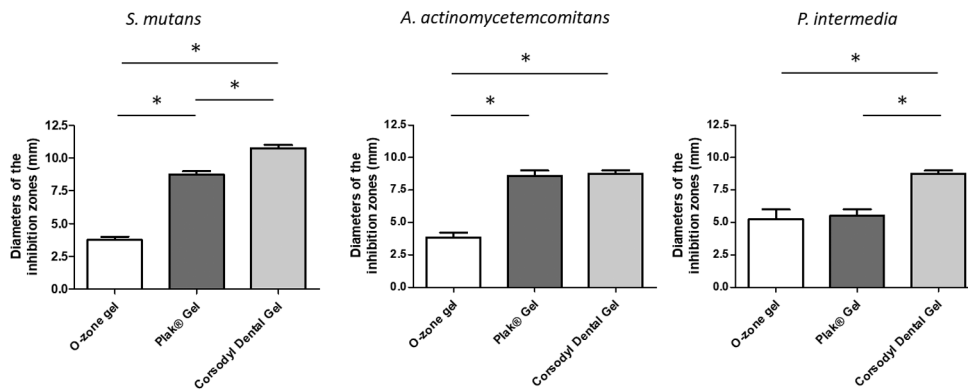 S. mutans
*
*
*
Diameters of the
inhibition zones (mm)
12.5
10.0
7.5
5.0
2.5
0.0
O-zone gel
Plak® Gel
Corsodyl Dental Gel
A. actinomycetemcomitans
*
*
Diameters of the
inhibition zones (mm)
12.5
10.0
7.5
5.0
2.5
0.0
O-zone gel
Plak® Gel
Corsodyl Dental Gel
P. intermedia
*
*
Diameters of the
inhibition zones (mm)
12.5
10.0
7.5
5.0
2.5
0.0
O-zone gel
Plak® Gel
Corsodyl Dental Gel